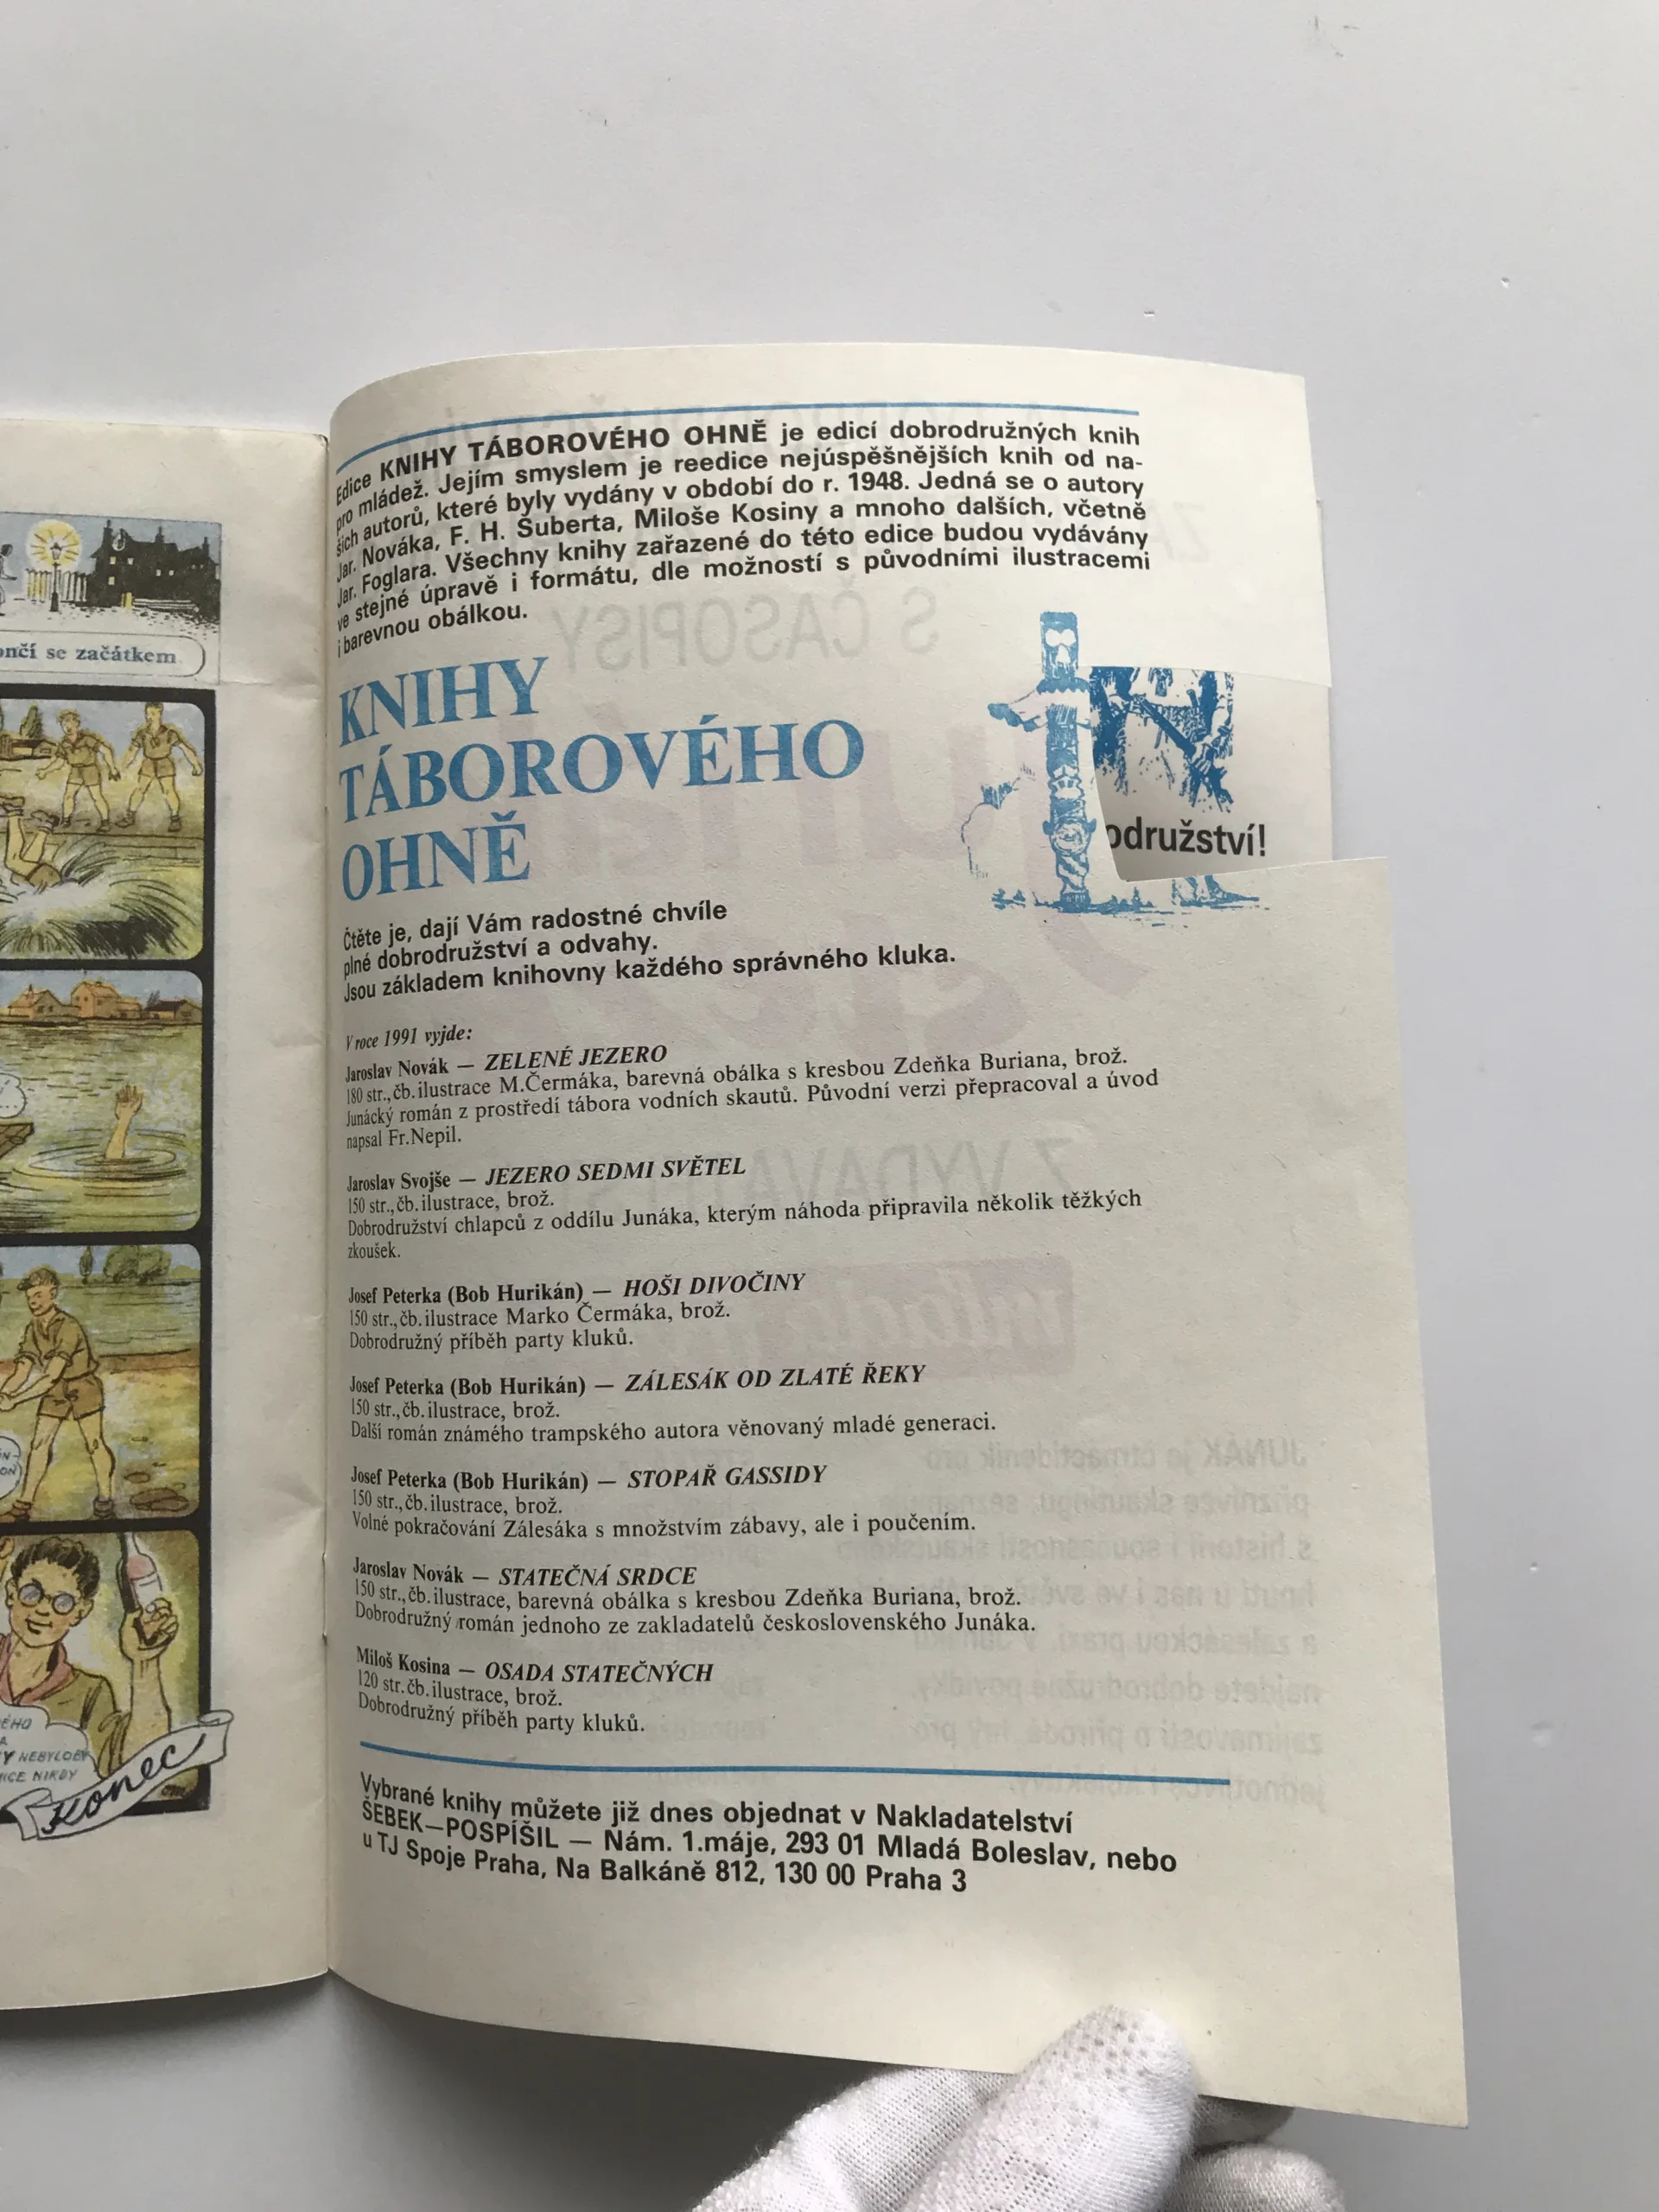 ončí se začátkem
NEBYLOBY
NIKDY
Konec
Edice KNIHY TÁBOROVÉHO OHNĚ je edicí dobrodružných knih
pro mládež. Jejím smyslem je reedice nejúspěšnějších knih od na-
šich autorů, které byly vydány v období do r. 1948. Jedná se o autory
Jar. Nováka, F. H. Šuberta, Miloše Kosiny a mnoho dalších, včetně
Jar. Foglara. Všechny knihy zařazené do této edice budou vydávány
ve stejné úpravě i formátu, dle možností s původními ilustracemi
i barevnou obálkou.
KNIHY
TÁBOROVÉHO
OHNĚ
odružství!
Čtěte je, dají Vám radostné chvíle
plné dobrodružství a odvahy.
Jsou základem knihovny každého správného kluka.
V roce 1991 vyjde:
Jaroslav Novák — ZELENÉ JEZERO
180 str., čb. ilustrace M.Čermáka, barevná obálka s kresbou Zdeňka Buriana, brož.
Junácký román z prostředí tábora vodních skautů. Původní verzi přepracoval a úvod
napsal Fr.Nepil.
Jaroslav Svojše — JEZERO SEDMI SVĚTEL
150 str., čb. ilustrace, brož.
Dobrodružství chlapců z oddílu Junáka, kterým náhoda připravila několik těžkých
zkoušek.
Josef Peterka (Bob Hurikán) — HOŠI DIVOČINY
150 str., čb. ilustrace Marko Čermáka, brož.
Dobrodružný příběh party kluků.
Josef Peterka (Bob Hurikán) — ZÁLESÁK OD ZLATÉ ŘEKY
150 str., čb. ilustrace, brož.
Další román známého trampského autora věnovaný mladé generaci.
Josef Peterka (Bob Hurikán) — STOPAŘ GASSIDY
150 str., čb. ilustrace, brož.
Volné pokračování Zálesáka s množstvím zábavy, ale i poučením.
Jaroslav Novák — STATEČNÁ SRDCE
150 str., čb. ilustrace, barevná obálka s kresbou Zdeňka Buriana, brož.
Dobrodružný román jednoho ze zakladatelů československého Junáka.
Miloš Kosina — OSADA STATEČNÝCH
120 str. čb. ilustrace, brož.
Dobrodružný příběh party kluků.
Vybrané knihy můžete již dnes objednat v Nakladatelství
ŠEBEK—POSPÍŠIL — Nám. 1.máje, 293 01 Mladá Boleslav, nebo
u TJ Spoje Praha, Na Balkáně 812, 130 00 Praha 3